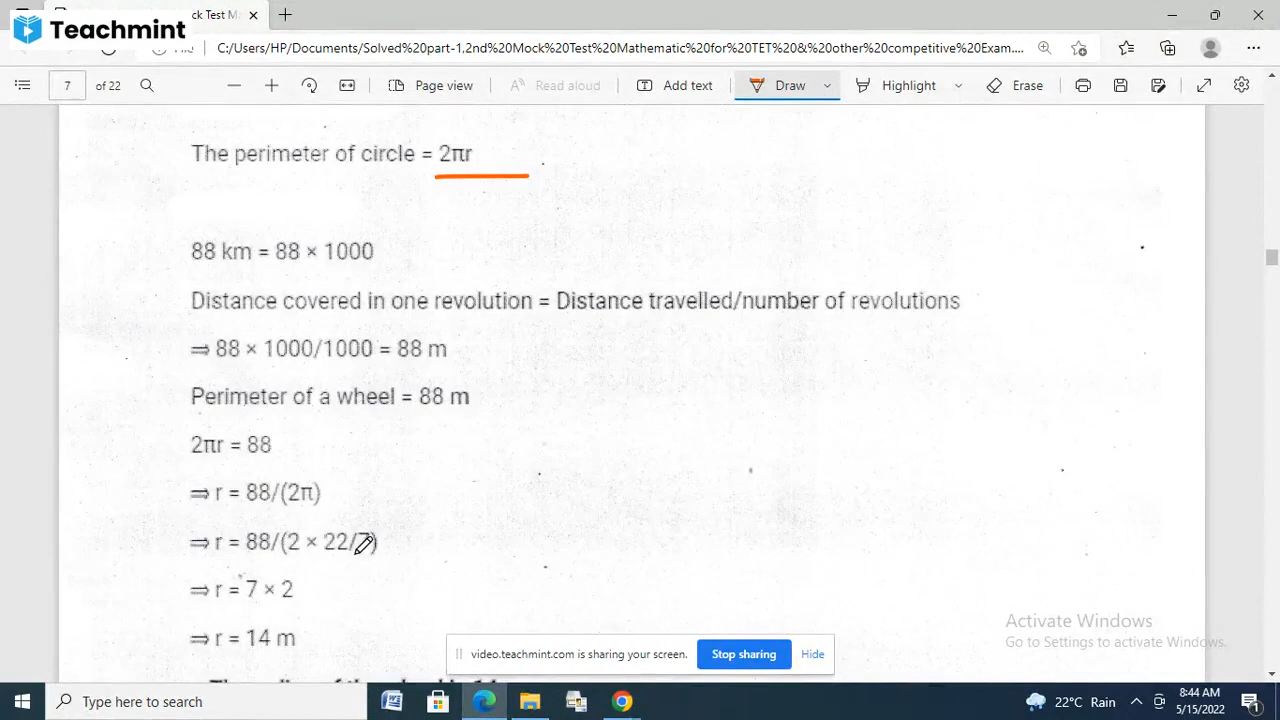 Teachmint
ck Test Ma
C:/Users/HP/Documents/Solved%20part-1,2nd%20Mock%20Test%20Mathematic%20for%20TET%20&%20other%20competitive%20Exam....
7 of 22
Page view
Read aloud
Add text
Draw
Highlight
Erase
The perimeter of circle = 2πr
88 km = 88 × 1000
Distance covered in one revolution = Distance travelled/number of revolutions
⇒ 88 × 1000/1000 = 88 m
Perimeter of a wheel = 88 m
2πr = 88
⇒ r = 88/(2π)
⇒ r = 88/(2 × 22/7)
⇒ r = 7 × 2
⇒ r = 14 m
Activate Windows
Go to Settings to activate Windows.
video.teachmint.com is sharing your screen.
Stop sharing
Hide
Type here to search
22°C Rain
8:44 AM
5/15/2022